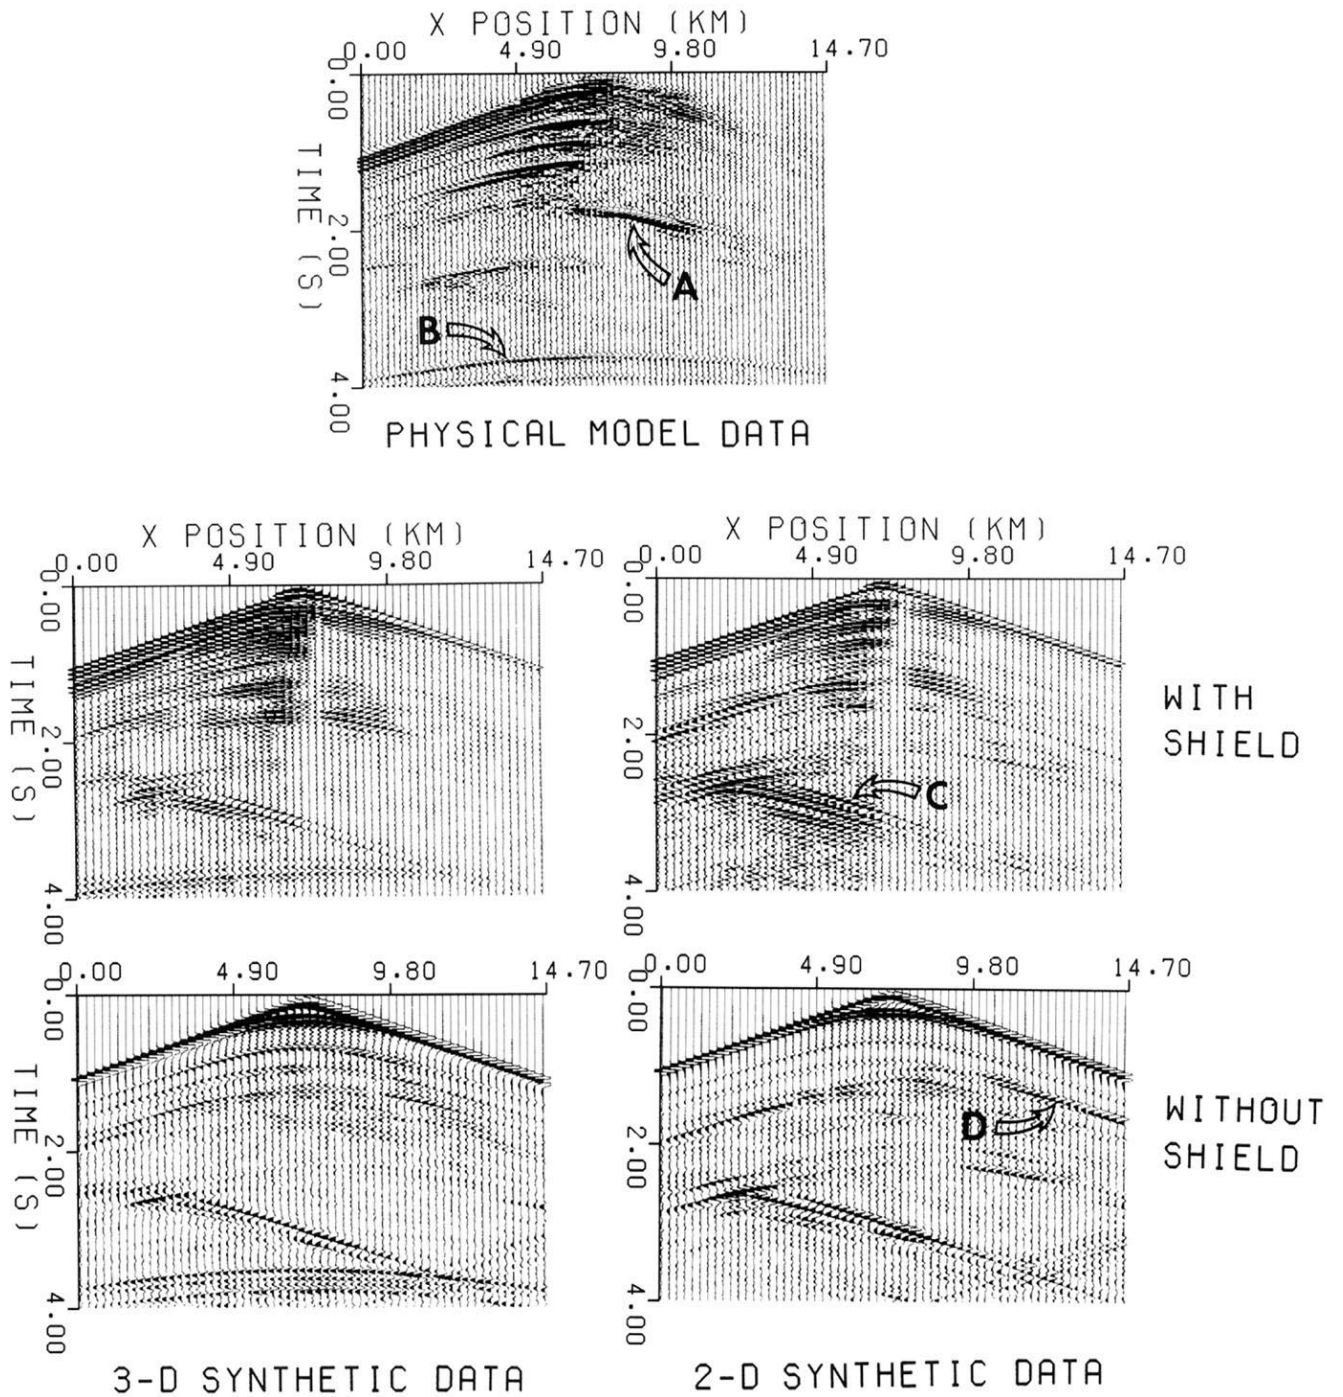 X POSITION (KM)
0.00 4.90 9.80 14.70
0.00
TIME (S)
2.00
A
B
4.00
PHYSICAL MODEL DATA
X POSITION (KM)
0.00 4.90 9.80 14.70
0.00
TIME (S)
2.00
4.00
X POSITION (KM)
0.00 4.90 9.80 14.70
0.00
2.00
C
4.00
WITH
SHIELD
0.00 4.90 9.80 14.70
0.00
TIME (S)
2.00
4.00
3-D SYNTHETIC DATA
0.00 4.90 9.80 14.70
0.00
D
2.00
4.00
2-D SYNTHETIC DATA
WITHOUT
SHIELD